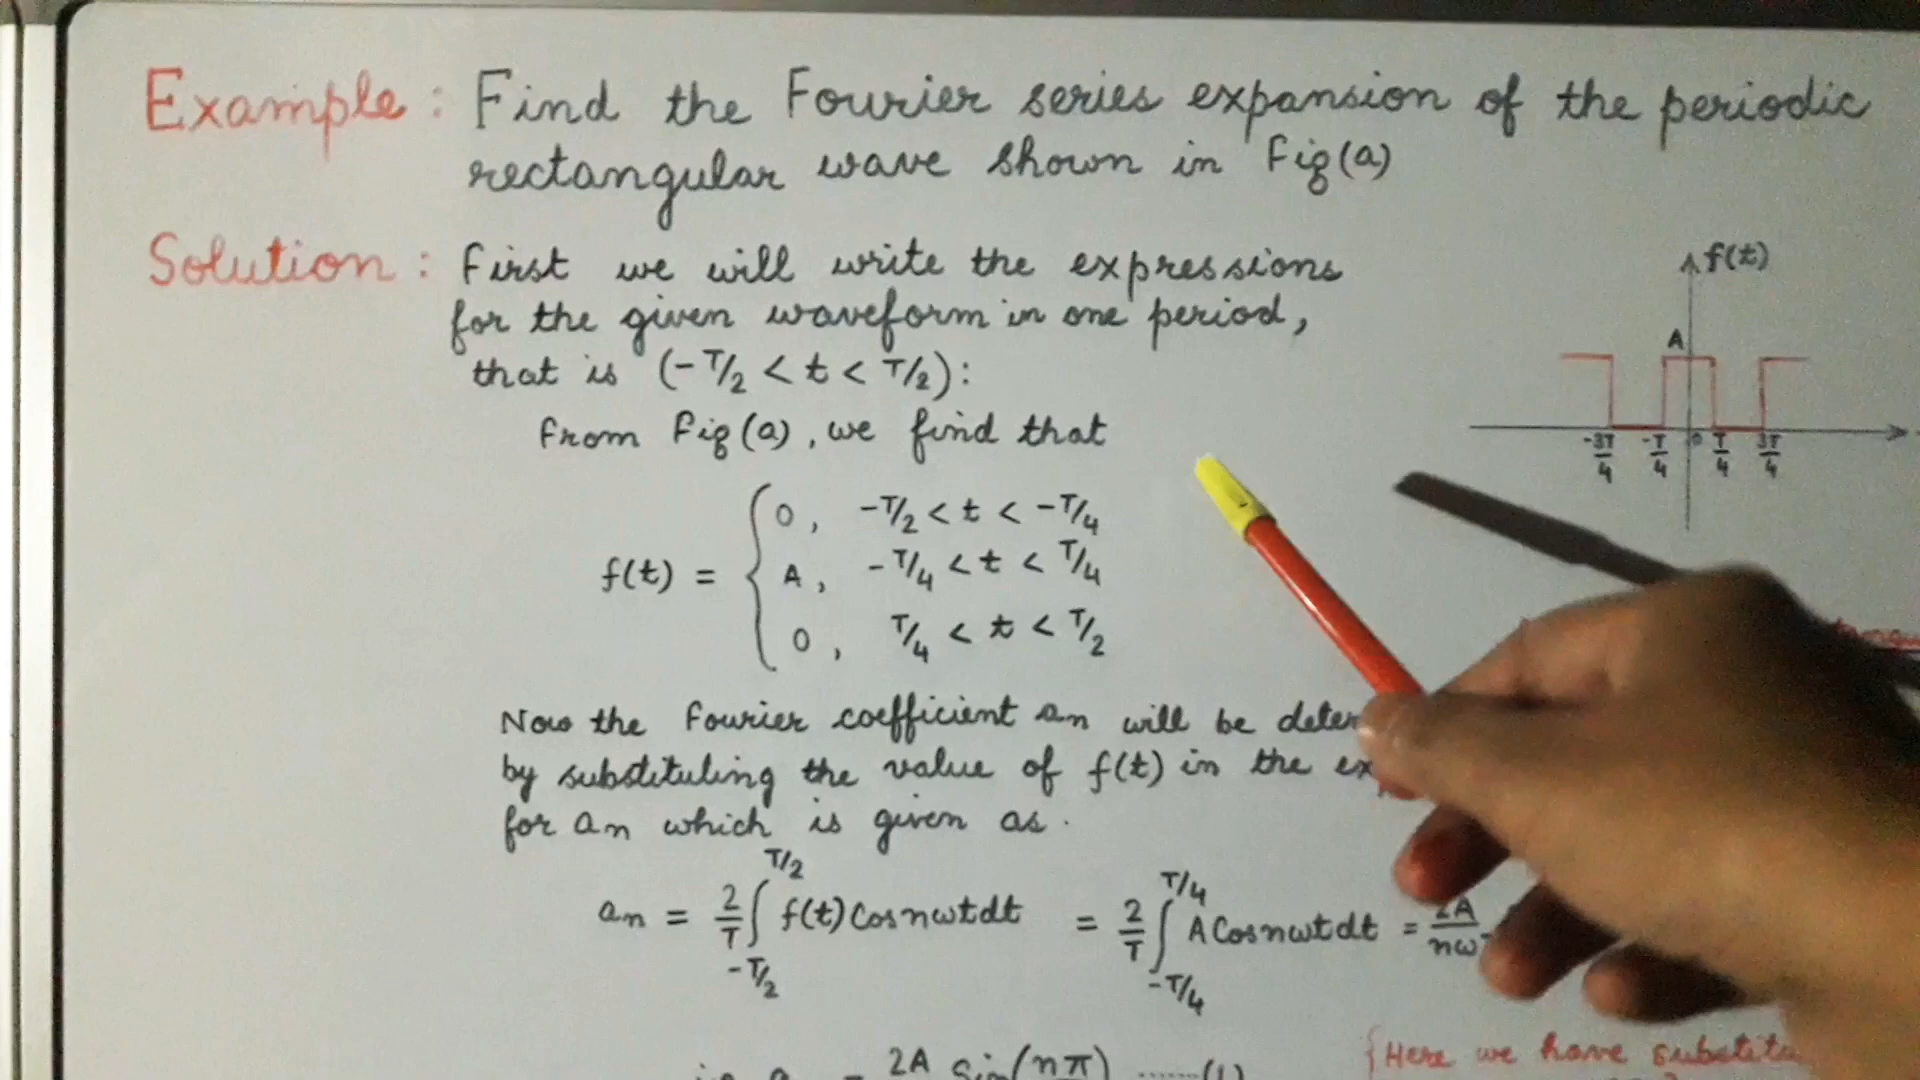 Example: Find the Fourier series expansion of the periodic
rectangular wave shown in Fig(a)
Solution: First we will write the expressions
for the given waveform in one period,
that is (-T/2 < t < T/2):
From Fig(a), we find that
f(t)
A
-3T/4 -T/4 0 T/4 3T/4
f(t) = { 0, -T/2 < t < -T/4
A, -T/4 < t < T/4
0, T/4 < t < T/2
Now the Fourier coefficient an will be
by substituting the value of f(t) in the
for an which is given as.
an = 2/T ∫_{-T/2}^{T/2} f(t) Cosnωtdt = 2/T ∫_{-T/4}^{T/4} A Cosnωtdt = 2A/nω
2A Sin(nπ) ......(1)
{Here we have